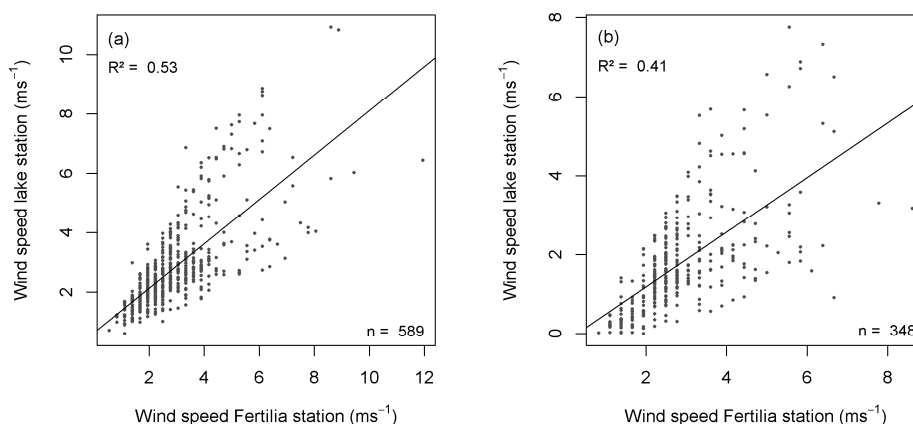 (a)
R² = 0.53
Wind speed lake station (ms⁻¹)
10
8
6
4
2
n = 589
2 4 6 8 10 12
Wind speed Fertilia station (ms⁻¹)
(b)
R² = 0.41
Wind speed lake station (ms⁻¹)
8
6
4
2
0
n = 348
2 4 6 8
Wind speed Fertilia station (ms⁻¹)